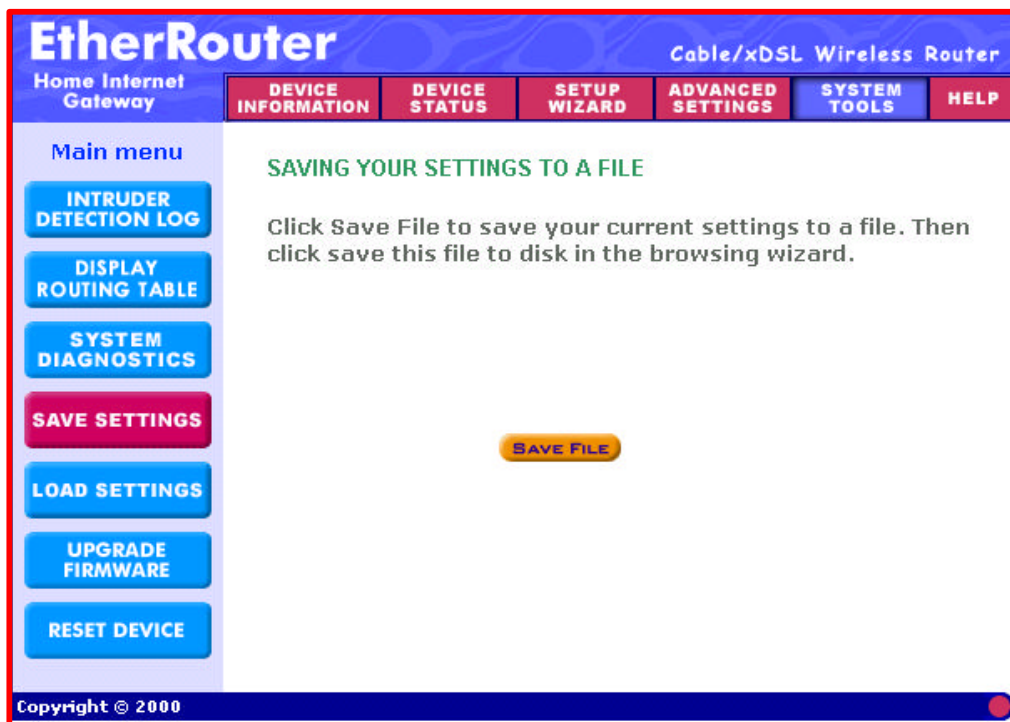 EtherRouter
Cable/xDSL Wireless Router
Home Internet
Gateway
DEVICE
INFORMATION
DEVICE
STATUS
SETUP
WIZARD
ADVANCED
SETTINGS
SYSTEM
TOOLS
HELP
Main menu
INTRUDER
DETECTION LOG
DISPLAY
ROUTING TABLE
SYSTEM
DIAGNOSTICS
SAVE SETTINGS
LOAD SETTINGS
UPGRADE
FIRMWARE
RESET DEVICE
SAVING YOUR SETTINGS TO A FILE
Click Save File to save your current settings to a file. Then
click save this file to disk in the browsing wizard.
SAVE FILE
Copyright © 2000